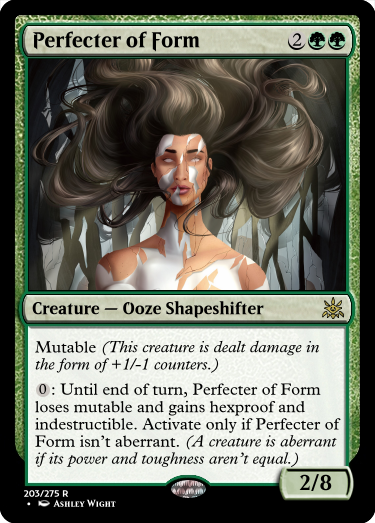 Perfecter of Form 2
Creature — Ooze Shapeshifter
Mutable (This creature is dealt damage in
the form of +1/-1 counters.)
0: Until end of turn, Perfecter of Form
loses mutable and gains hexproof and
indestructible. Activate only if Perfecter of
Form isn't aberrant. (A creature is aberrant
if its power and toughness aren't equal.)
2/8
203/275 R
• Ashley Wight